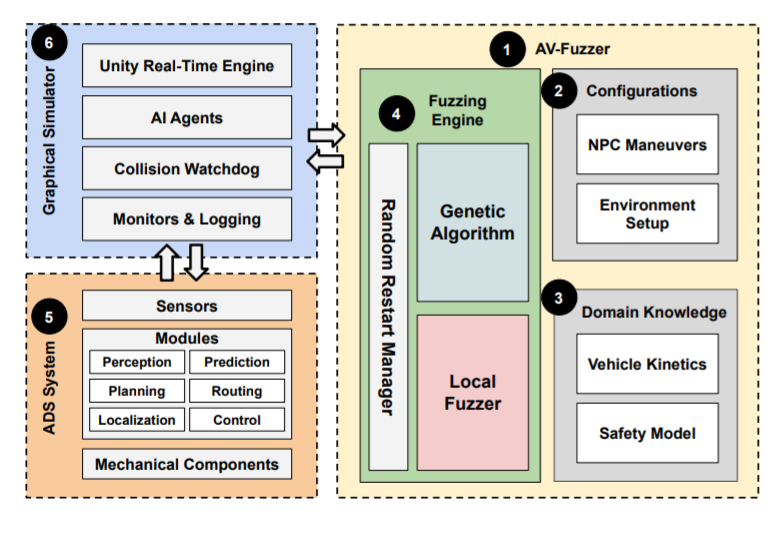 6
Graphical Simulator
Unity Real-Time Engine
AI Agents
Collision Watchdog
Monitors & Logging
5
ADS System
Sensors
Modules
Perception
Prediction
Planning
Routing
Localization
Control
Mechanical Components
1
AV-Fuzzer
4
Fuzzing
Engine
Random Restart Manager
Genetic
Algorithm
Local
Fuzzer
2
Configurations
NPC Maneuvers
Environment
Setup
3
Domain Knowledge
Vehicle Kinetics
Safety Model